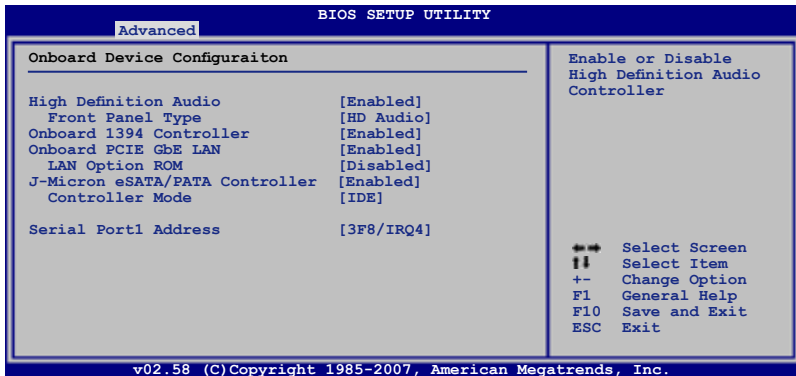 BIOS SETUP UTILITY
Advanced
Onboard Device Configuraiton
High Definition Audio [Enabled]
Front Panel Type [HD Audio]
Onboard 1394 Controller [Enabled]
Onboard PCIE GbE LAN [Enabled]
LAN Option ROM [Disabled]
J-Micron eSATA/PATA Controller [Enabled]
Controller Mode [IDE]
Serial Port1 Address [3F8/IRQ4]
Enable or Disable
High Definition Audio
Controller
←→ Select Screen
↑↓ Select Item
+- Change Option
F1 General Help
F10 Save and Exit
ESC Exit
v02.58 (C)Copyright 1985-2007, American Megatrends, Inc.